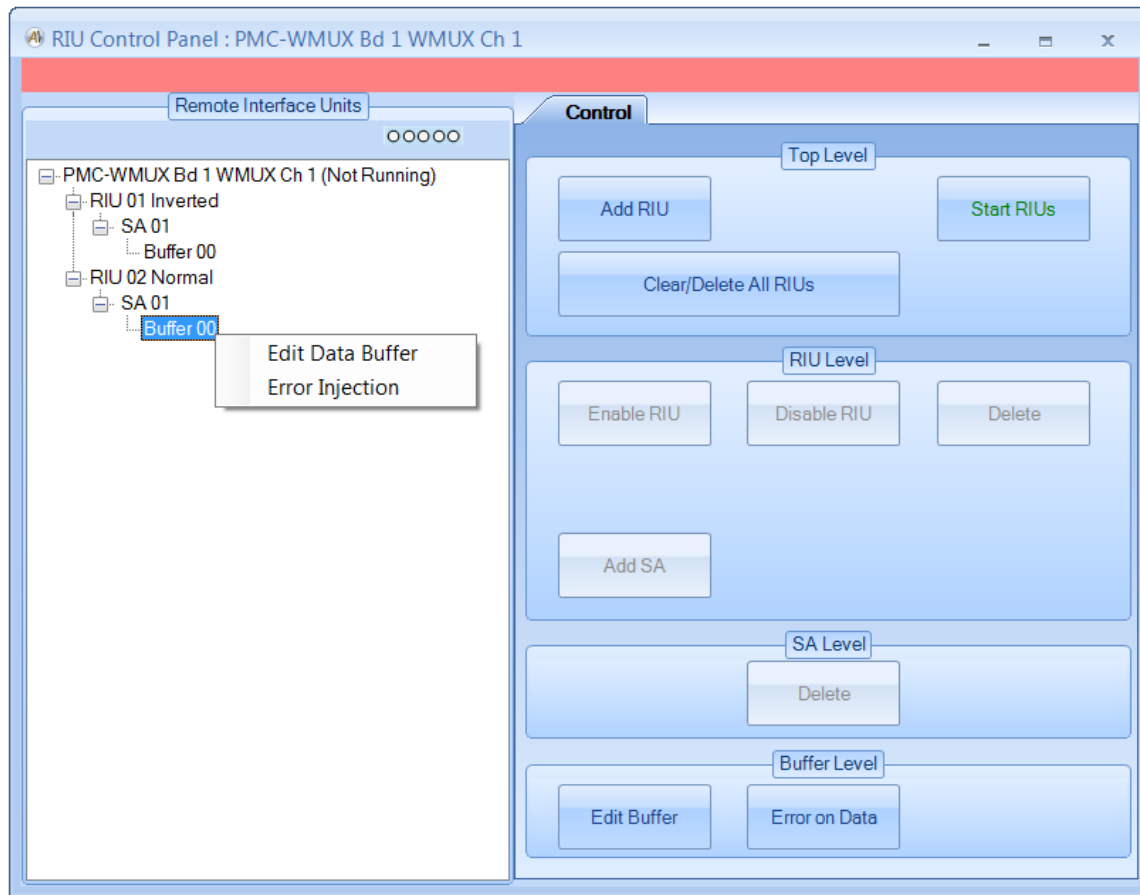 RIU Control Panel : PMC-WMUX Bd 1 WMUX Ch 1
Remote Interface Units
PMC-WMUX Bd 1 WMUX Ch 1 (Not Running)
RIU 01 Inverted
SA 01
Buffer 00
RIU 02 Normal
SA 01
Buffer 00
Edit Data Buffer
Error Injection
Control
Top Level
Add RIU
Start RIUs
Clear/Delete All RIUs
RIU Level
Enable RIU
Disable RIU
Delete
Add SA
SA Level
Delete
Buffer Level
Edit Buffer
Error on Data